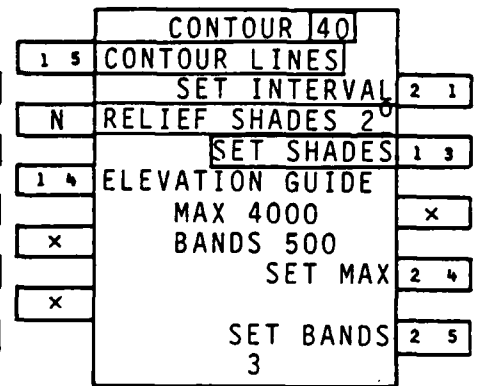 CONTOUR 40
1 5 CONTOUR LINES
SET INTERVAL 2 1
N RELIEF SHADES 2°
SET SHADES 1 3
1 4 ELEVATION GUIDE
MAX 4000 ×
× BANDS 500
SET MAX 2 4
×
SET BANDS 2 5
3